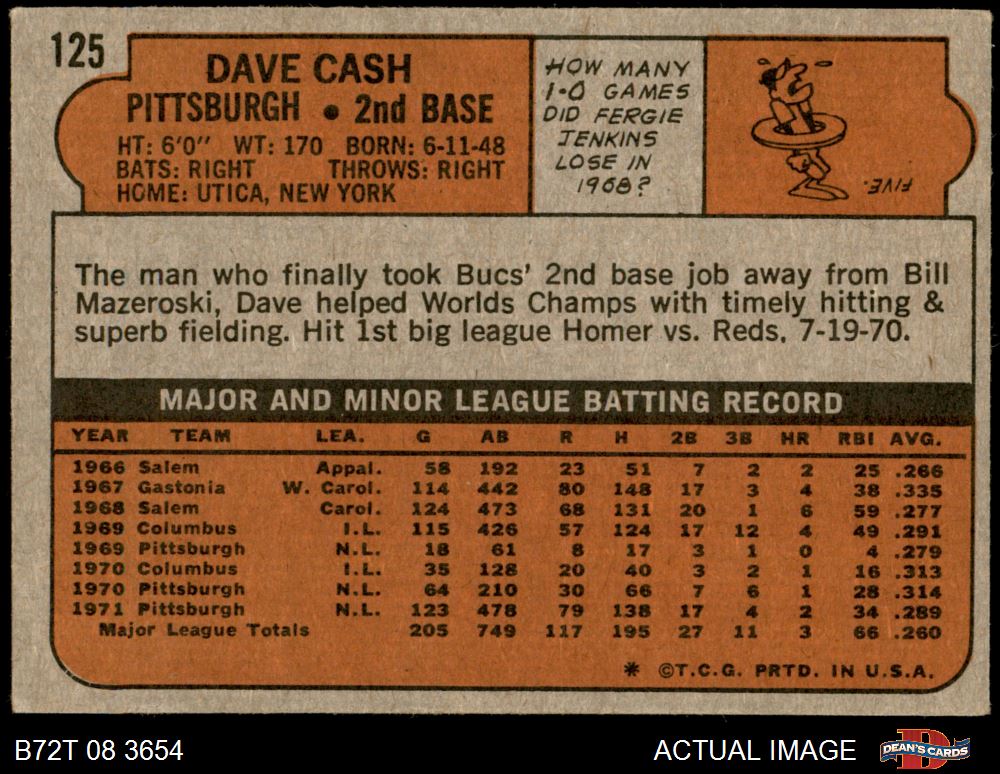 125
DAVE CASH
PITTSBURGH • 2nd BASE
HT: 6'0" WT: 170 BORN: 6-11-48
BATS: RIGHT THROWS: RIGHT
HOME: UTICA, NEW YORK
HOW MANY
1-0 GAMES
DID FERGIE
JENKINS
LOSE IN
1968?
FIVE.
The man who finally took Bucs' 2nd base job away from Bill
Mazeroski, Dave helped Worlds Champs with timely hitting &
superb fielding. Hit 1st big league Homer vs. Reds, 7-19-70.
MAJOR AND MINOR LEAGUE BATTING RECORD
YEAR TEAM LEA. G AB R H 2B 3B HR RBI AVG.
1966 Salem Appal. 58 192 23 51 7 2 2 25 .266
1967 Gastonia W. Carol. 114 442 80 148 17 3 4 38 .335
1968 Salem Carol. 124 473 68 131 20 1 6 59 .277
1969 Columbus I.L. 115 426 57 124 17 12 4 49 .291
1969 Pittsburgh N.L. 18 61 8 17 3 1 0 4 .279
1970 Columbus I.L. 35 128 20 40 3 2 1 16 .313
1970 Pittsburgh N.L. 64 210 30 66 7 6 1 28 .314
1971 Pittsburgh N.L. 123 478 79 138 17 4 2 34 .289
Major League Totals 205 749 117 195 27 11 3 66 .260
* ©T.C.G. PRTD. IN U.S.A.
B72T 08 3654
ACTUAL IMAGE
DEAN'S CARDS